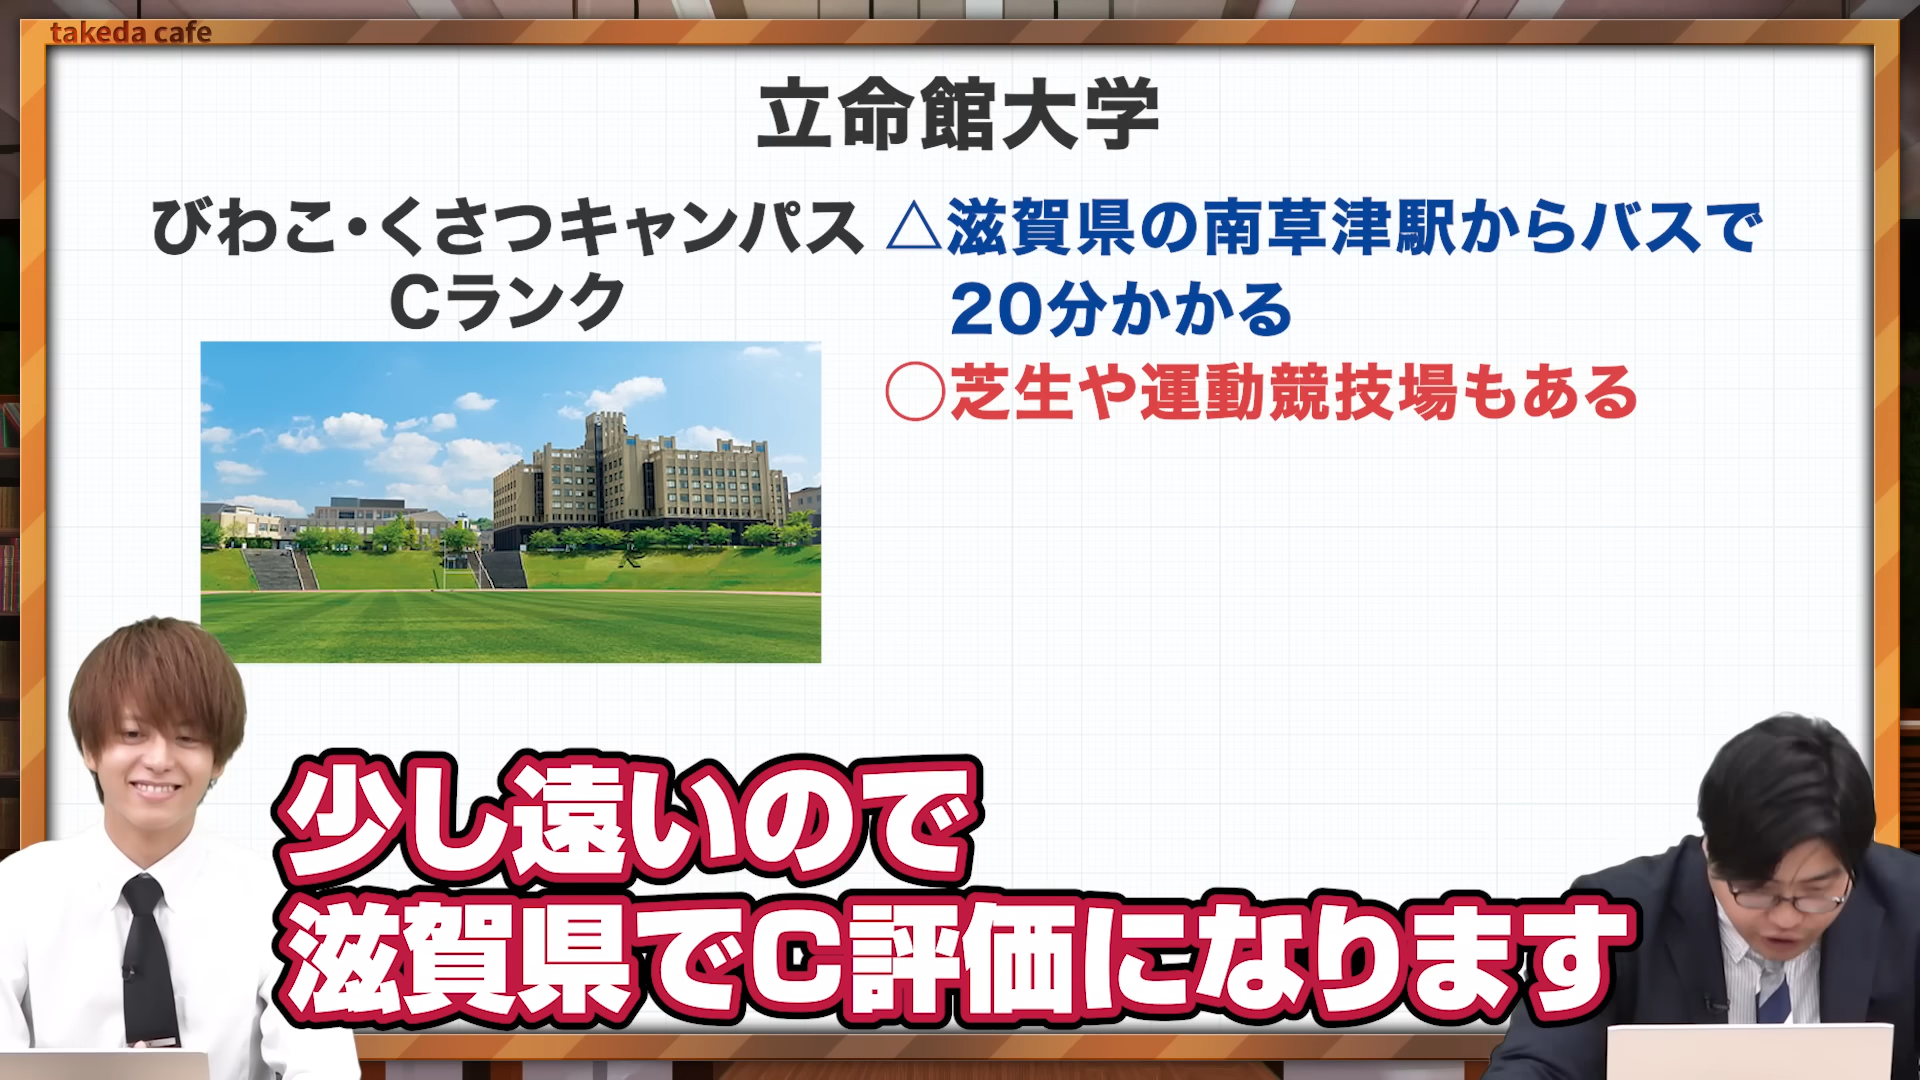 takeda cafe
立命館大学
びわこ・くさつキャンパス
Cランク
△滋賀県の南草津駅からバスで
20分かかる
○芝生や運動競技場もある
少し遠いので
滋賀県でC評価になります